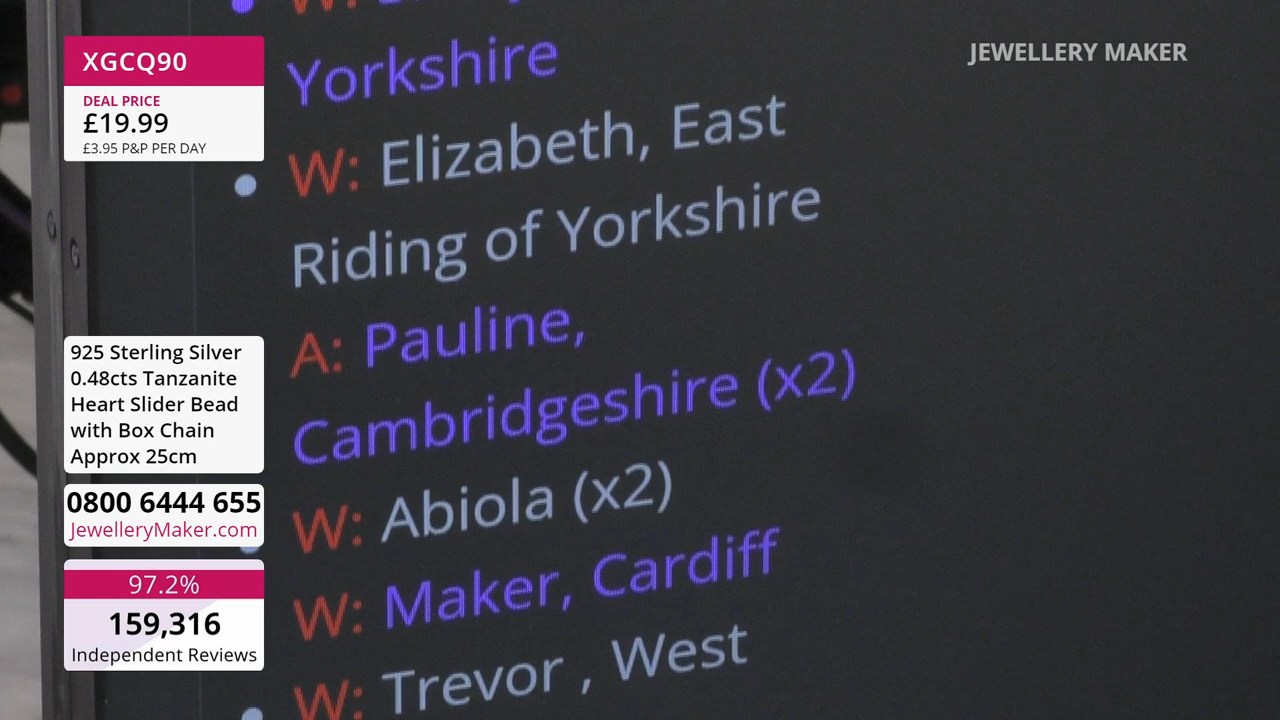 XGCQ90
DEAL PRICE
£19.99
£3.95 P&P PER DAY
JEWELLERY MAKER
925 Sterling Silver
0.48cts Tanzanite
Heart Slider Bead
with Box Chain
Approx 25cm
0800 6444 655
JewelleryMaker.com
97.2%
159,316
Independent Reviews
W:
Yorkshire
W: Elizabeth, East
Riding of Yorkshire
A: Pauline,
Cambridgeshire (x2)
W: Abiola (x2)
W: Maker, Cardiff
W: Trevor , West